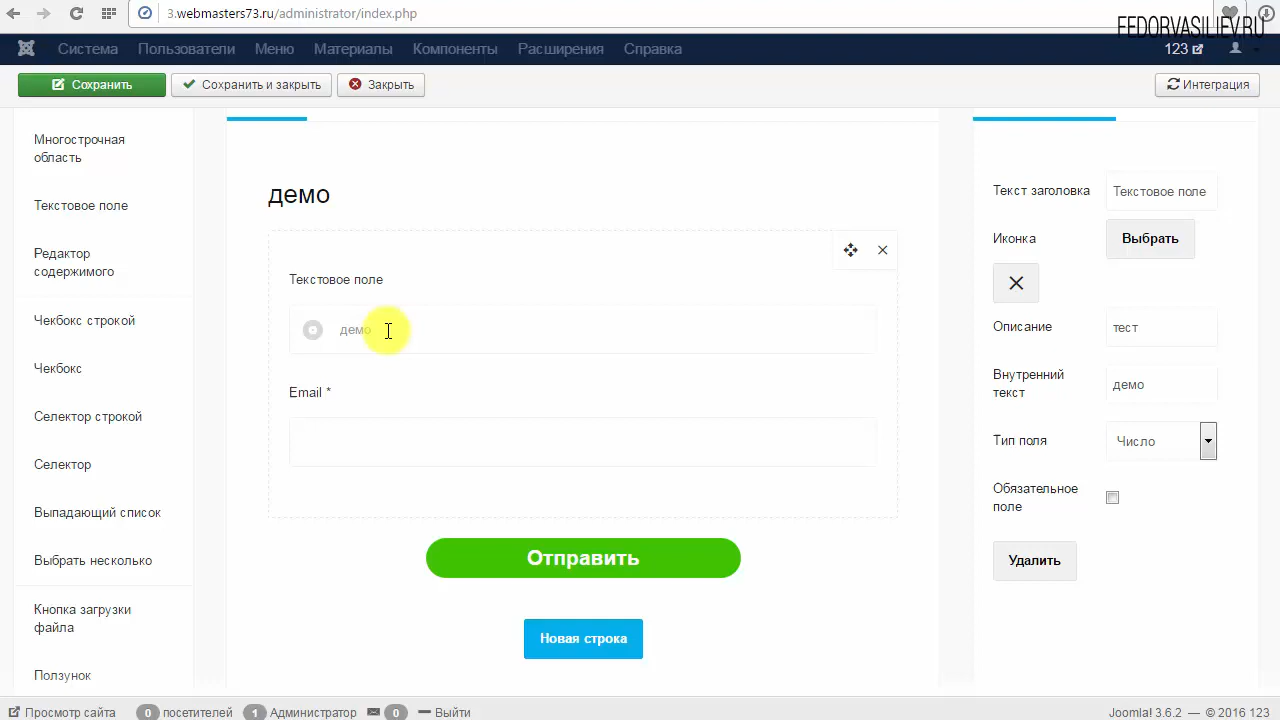 3.webmasters73.ru/administrator/index.php
FEDORVASILIEV.RU
Система Пользователи Меню Материалы Компоненты Расширения Справка 123
Сохранить Сохранить и закрыть Закрыть Интеграция
Многострочная
область
Текстовое поле
Редактор
содержимого
Чекбокс строкой
Чекбокс
Селектор строкой
Селектор
Выпадающий список
Выбрать несколько
Кнопка загрузки
файла
Ползунок
демо
Текстовое поле
демо
Email *
Отправить
Новая строка
Текст заголовка Текстовое поле
Иконка Выбрать
Описание тест
Внутренний
текст демо
Тип поля Число
Обязательное
поле
Удалить
Просмотр сайта 0 посетителей 1 Администратор 0 Выйти Joomla! 3.6.2 — © 2016 123